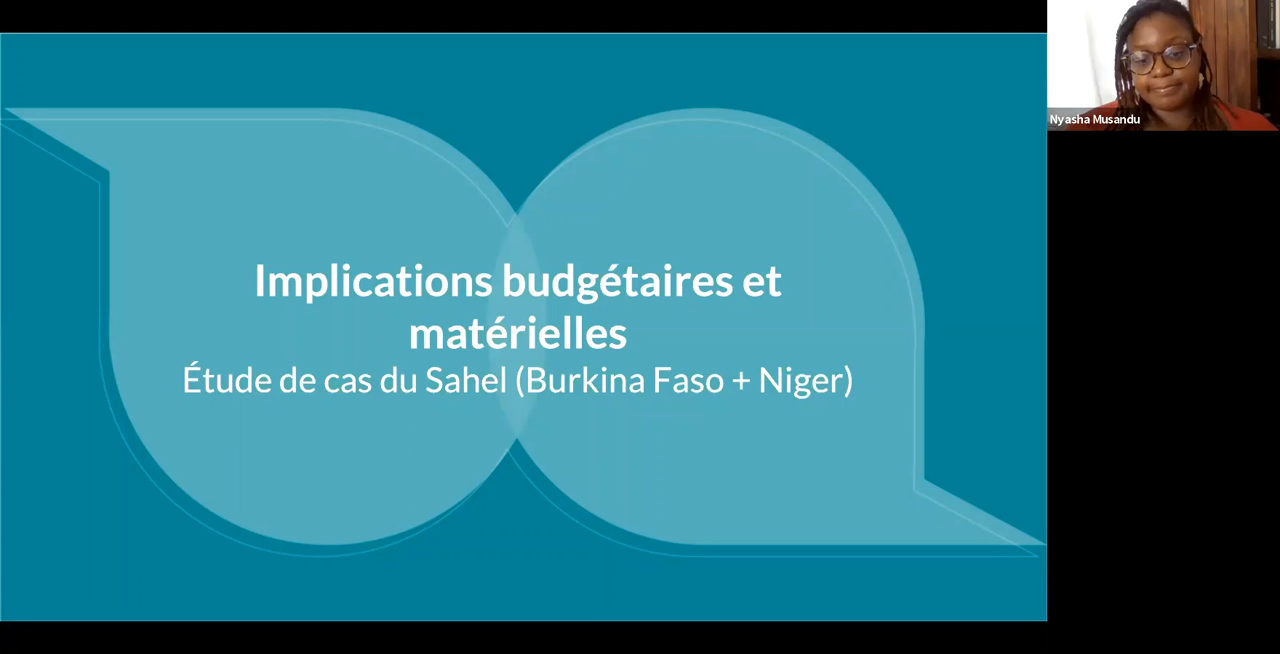 Implications budgétaires et
matérielles
Étude de cas du Sahel (Burkina Faso + Niger)
Nyasha Musandu